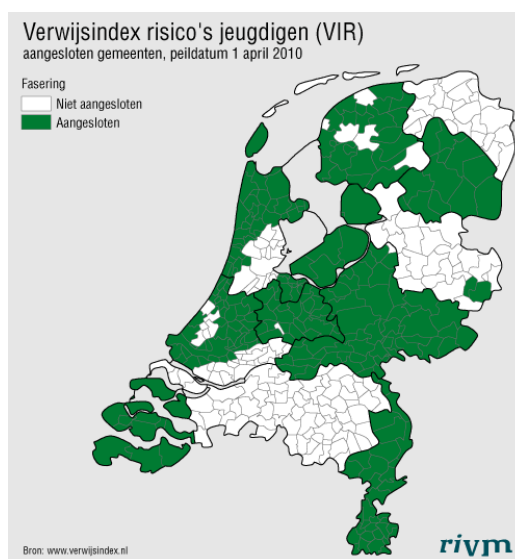 Verwijsindex risico's jeugdigen (VIR)
aangesloten gemeenten, peildatum 1 april 2010
Fasering
Niet aangesloten
Aangesloten
Bron: www.verwijsindex.nl
rivm